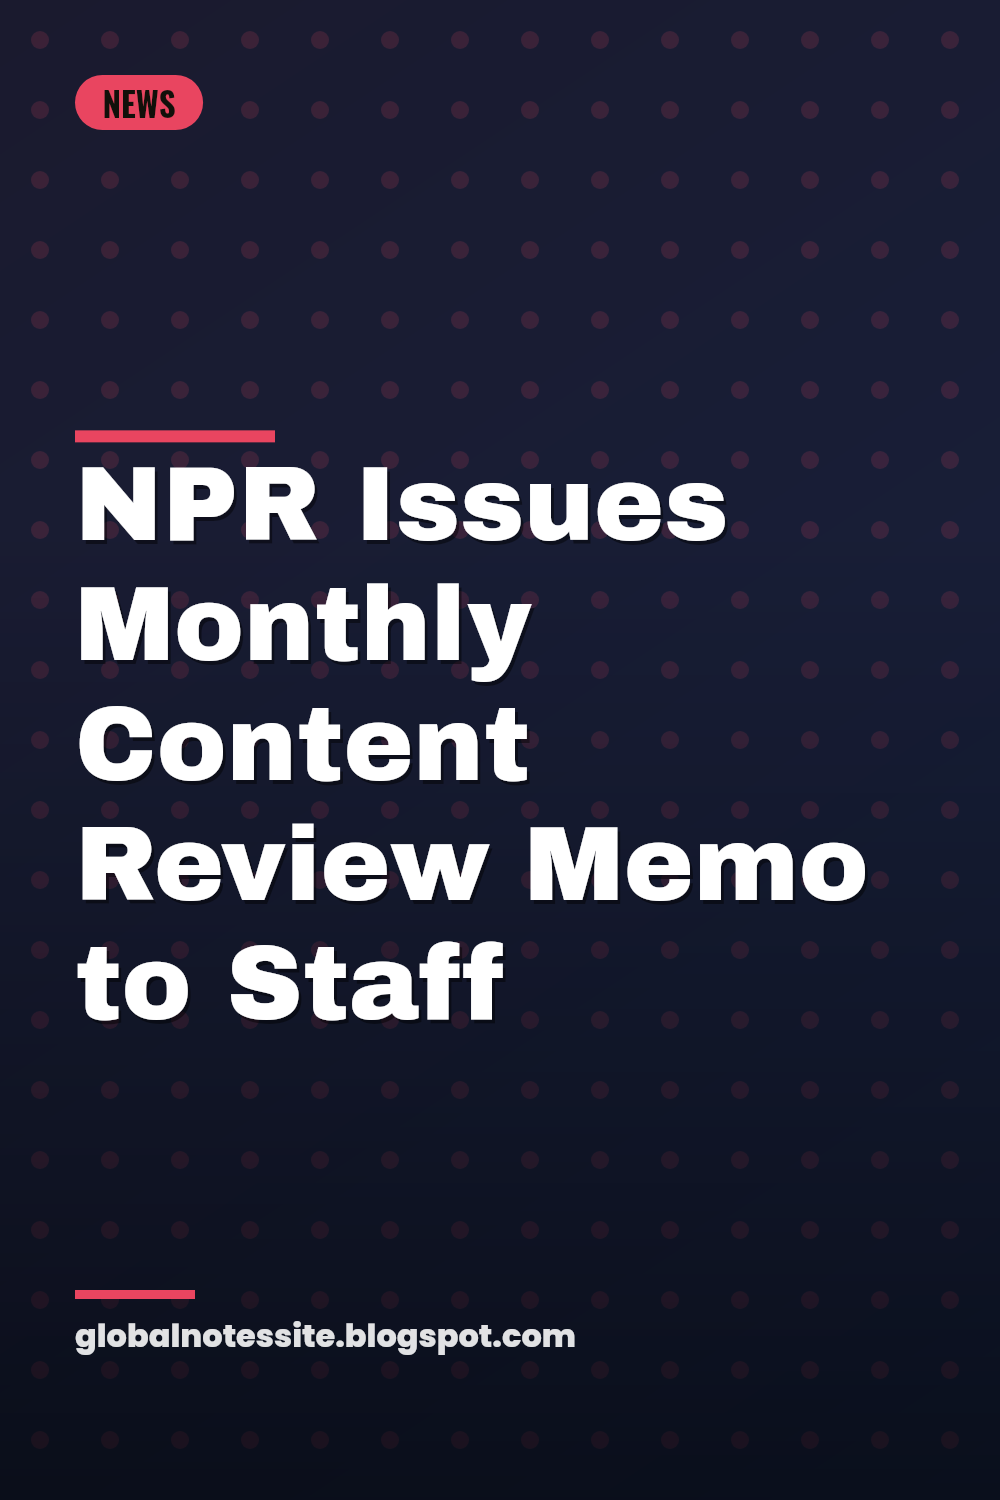 NEWS
NPR Issues
Monthly
Content
Review Memo
to Staff
globalnotessite.blogspot.com